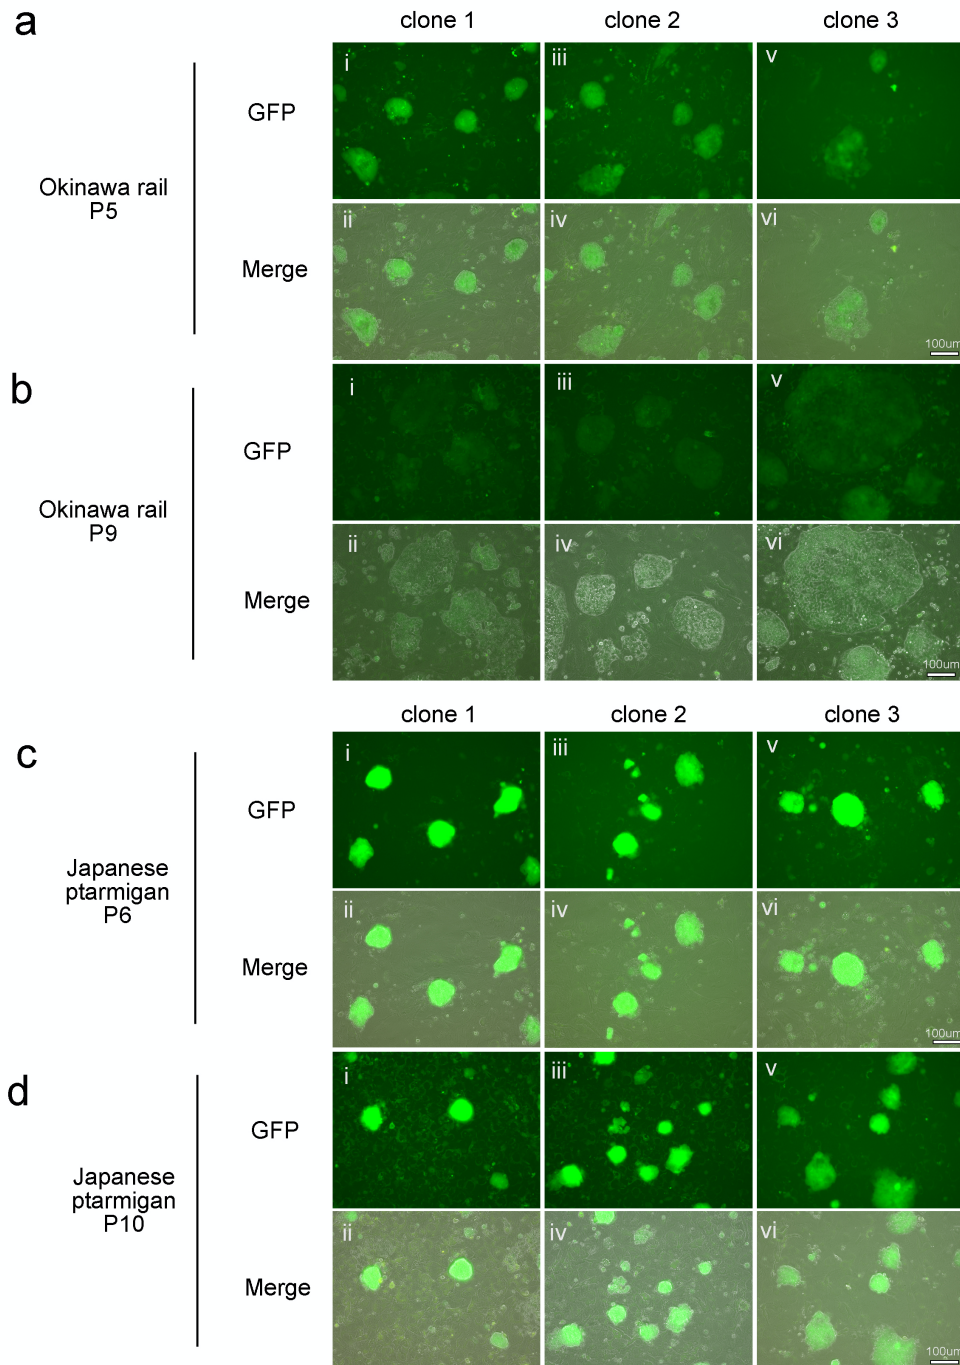 a
clone 1
clone 2
clone 3
i
iii
v
GFP
Okinawa rail
P5
ii
iv
vi
Merge
100um
b
i
iii
v
GFP
Okinawa rail
P9
ii
iv
vi
Merge
100um
clone 1
clone 2
clone 3
c
i
iii
v
GFP
Japanese
ptarmigan
P6
ii
iv
vi
Merge
100um
d
i
iii
v
GFP
Japanese
ptarmigan
P10
ii
iv
vi
Merge
100um